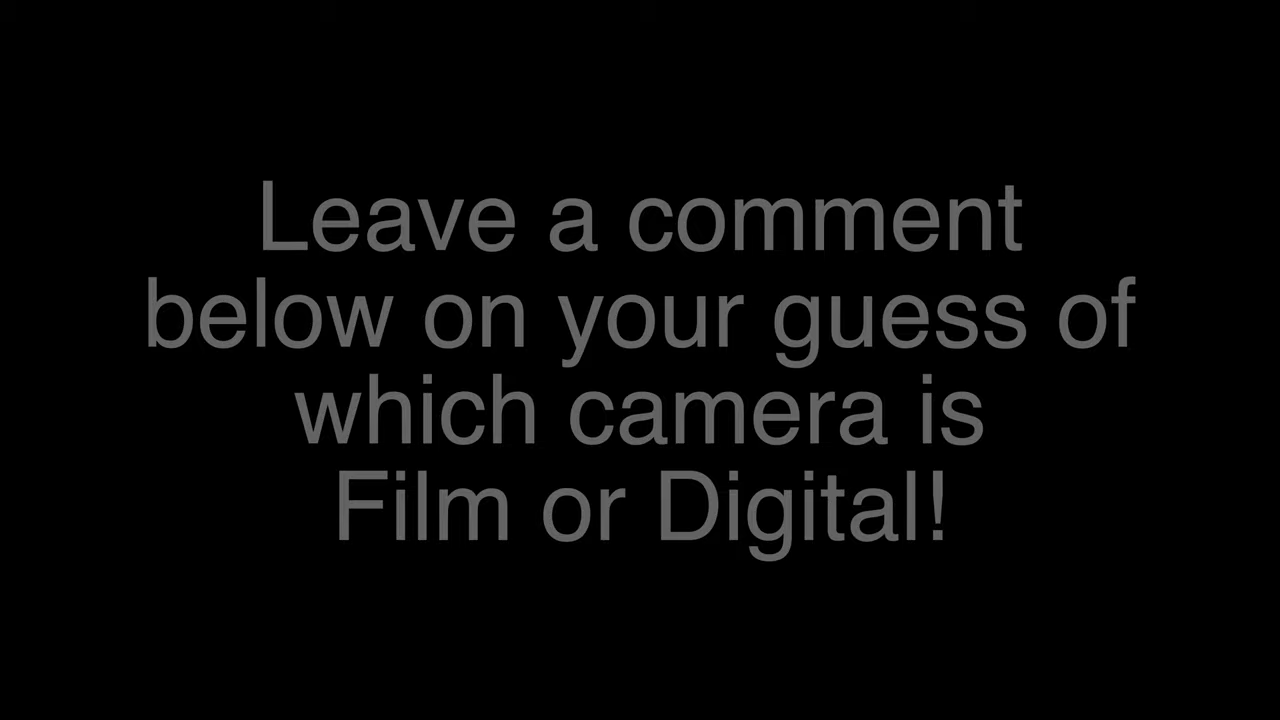 Leave a comment
below on your guess of
which camera is
Film or Digital!